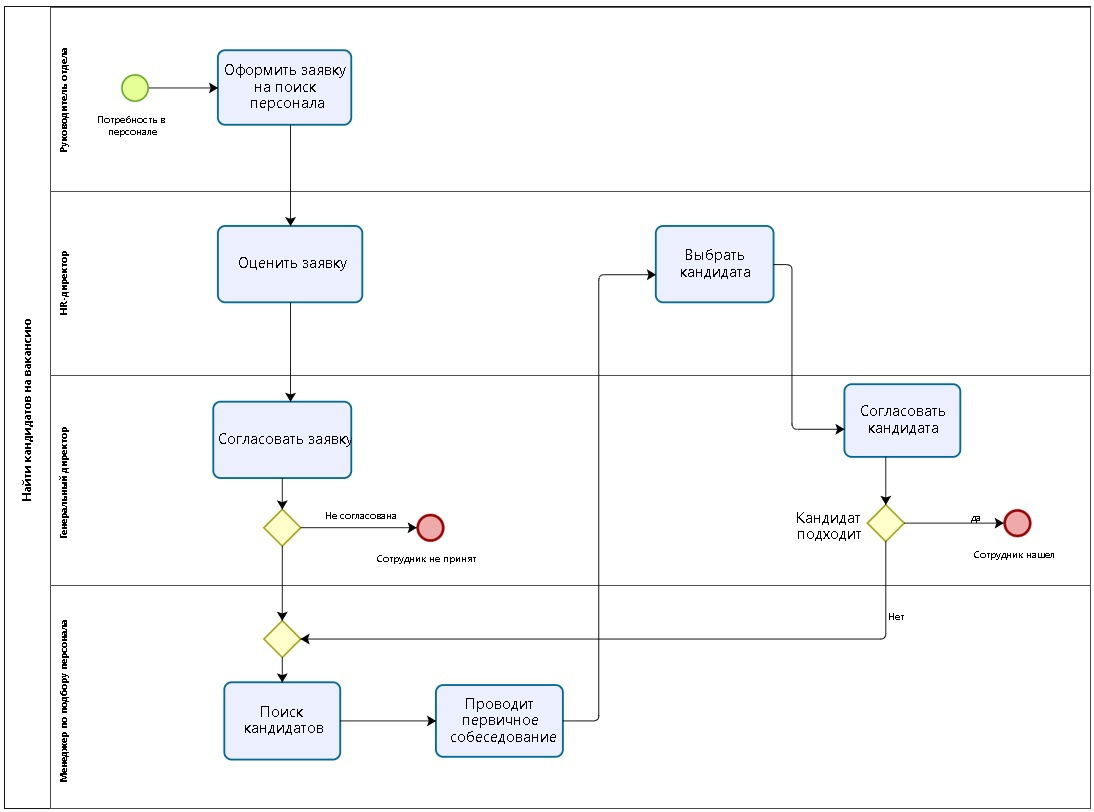 Найти кандидатов на вакансию
Руководитель отдела
Потребность в
персонале
Оформить заявку
на поиск
персонала
HR-директор
Оценить заявку
Выбрать
кандидата
Генеральный директор
Согласовать заявку
Не согласована
Сотрудник не принят
Согласовать
кандидата
Кандидат
подходит
да
Сотрудник нашел
Нет
Менеджер по подбору персонала
Поиск
кандидатов
Проводит
первичное
собеседование